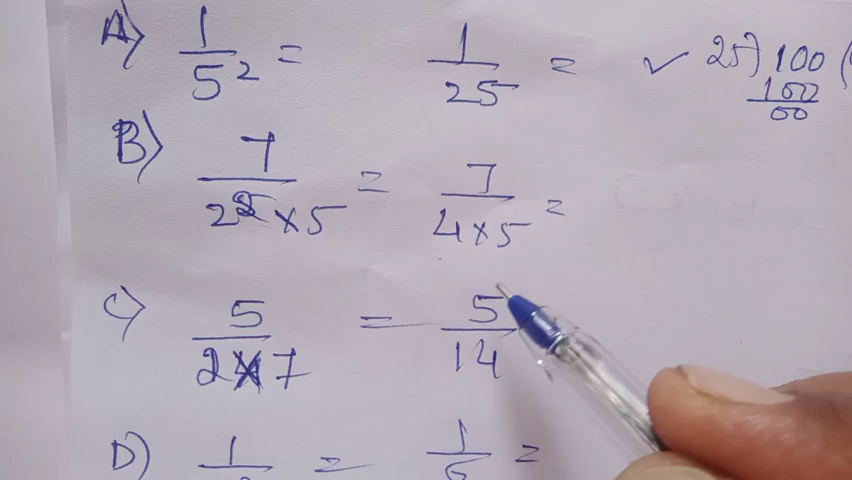 A) 1/5² = 1/25 = ✓ 25) 100 (
100
00
B) 7/2²×5 = 7/4×5 =
C) 5/2×7 = 5/14
D) 1/ = 1/ =